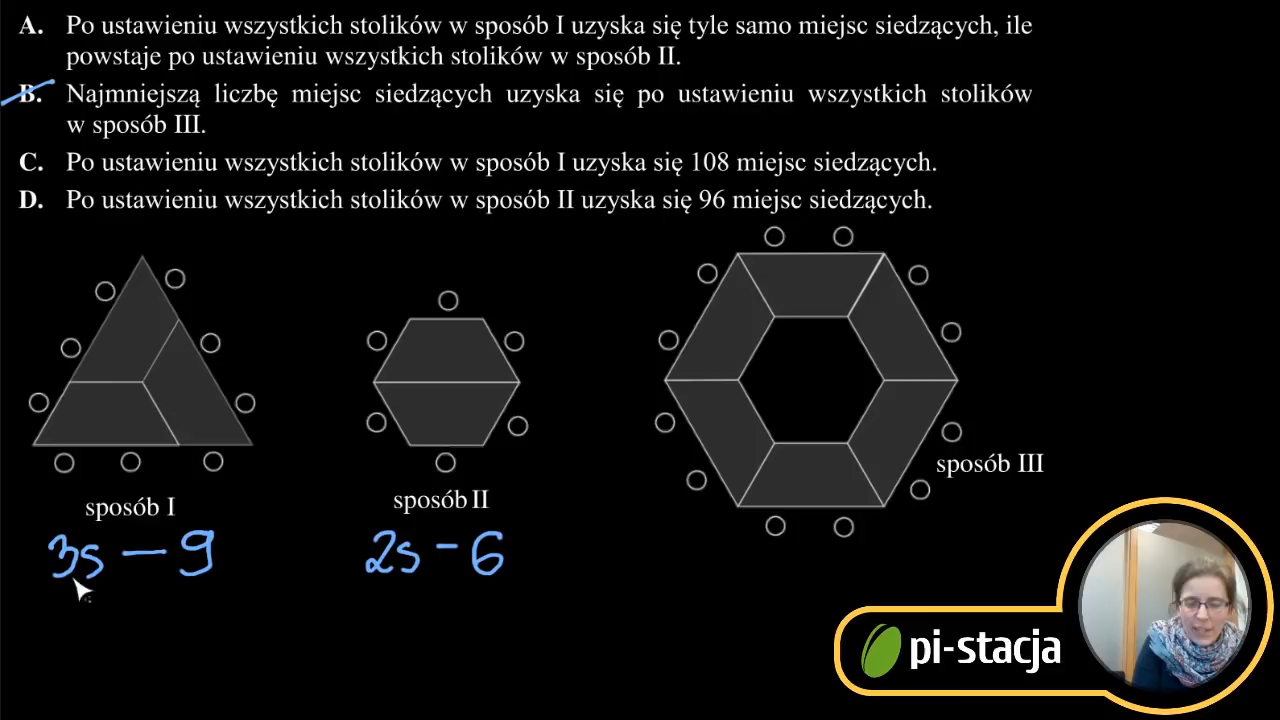 A. Po ustawieniu wszystkich stolików w sposób I uzyska się tyle samo miejsc siedzących, ile
powstaje po ustawieniu wszystkich stolików w sposób II.
B. Najmniejszą liczbę miejsc siedzących uzyska się po ustawieniu wszystkich stolików
w sposób III.
C. Po ustawieniu wszystkich stolików w sposób I uzyska się 108 miejsc siedzących.
D. Po ustawieniu wszystkich stolików w sposób II uzyska się 96 miejsc siedzących.
sposób I
sposób II
sposób III
3s – 9
2s – 6
pi-stacja